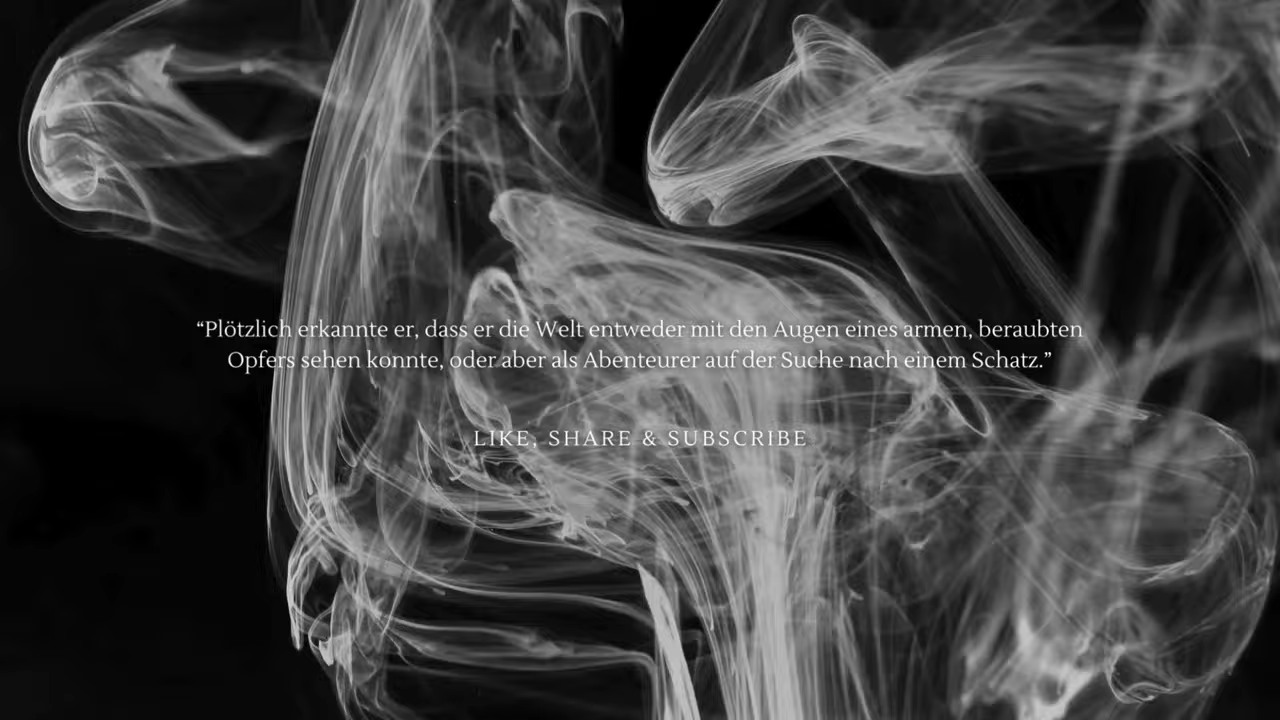 “Plötzlich erkannte er, dass er die Welt entweder mit den Augen eines armen, beraubten
Opfers sehen konnte, oder aber als Abenteurer auf der Suche nach einem Schatz.”
LIKE, SHARE & SUBSCRIBE